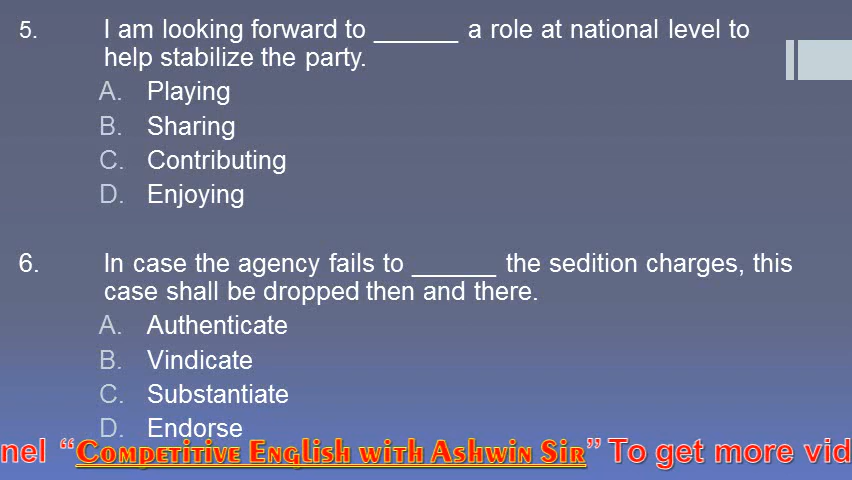 5. I am looking forward to ______ a role at national level to
help stabilize the party.
A. Playing
B. Sharing
C. Contributing
D. Enjoying
6. In case the agency fails to ______ the sedition charges, this
case shall be dropped then and there.
A. Authenticate
B. Vindicate
C. Substantiate
D. Endorse
nel “Competitive English with Ashwin Sir” To get more vid